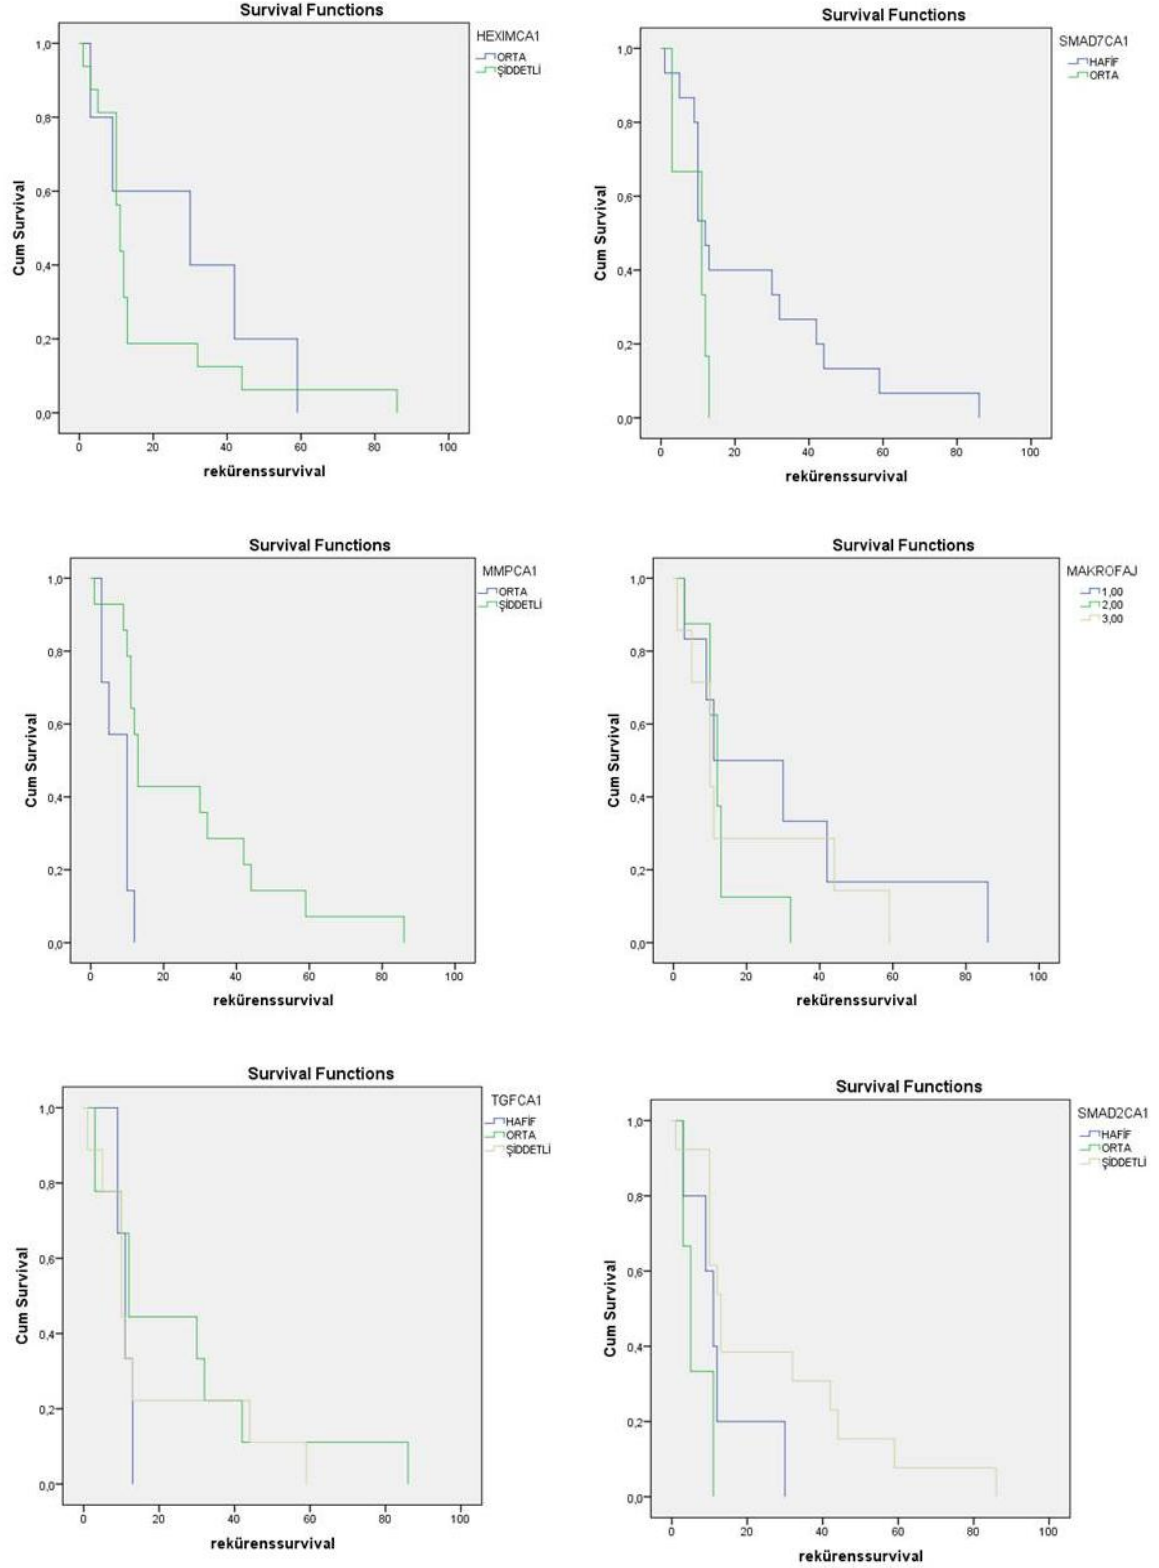 Survival Functions
HEXIMCA1
ORTA
ŞİDDETLİ
1,0
0,8
0,6
0,4
0,2
0,0
Cum Survival
0 20 40 60 80 100
rekürenssurvival
Survival Functions
SMAD7CA1
HAFİF
ORTA
1,0
0,8
0,6
0,4
0,2
0,0
Cum Survival
0 20 40 60 80 100
rekürenssurvival
Survival Functions
MMPCA1
ORTA
ŞİDDETLİ
1,0
0,8
0,6
0,4
0,2
0,0
Cum Survival
0 20 40 60 80 100
rekürenssurvival
Survival Functions
MAKROFAJ
1,00
2,00
3,00
1,0
0,8
0,6
0,4
0,2
0,0
Cum Survival
0 20 40 60 80 100
rekürenssurvival
Survival Functions
TGFCA1
HAFİF
ORTA
ŞİDDETLİ
1,0
0,8
0,6
0,4
0,2
0,0
Cum Survival
0 20 40 60 80 100
rekürenssurvival
Survival Functions
SMAD2CA1
HAFİF
ORTA
ŞİDDETLİ
1,0
0,8
0,6
0,4
0,2
0,0
Cum Survival
0 20 40 60 80 100
rekürenssurvival